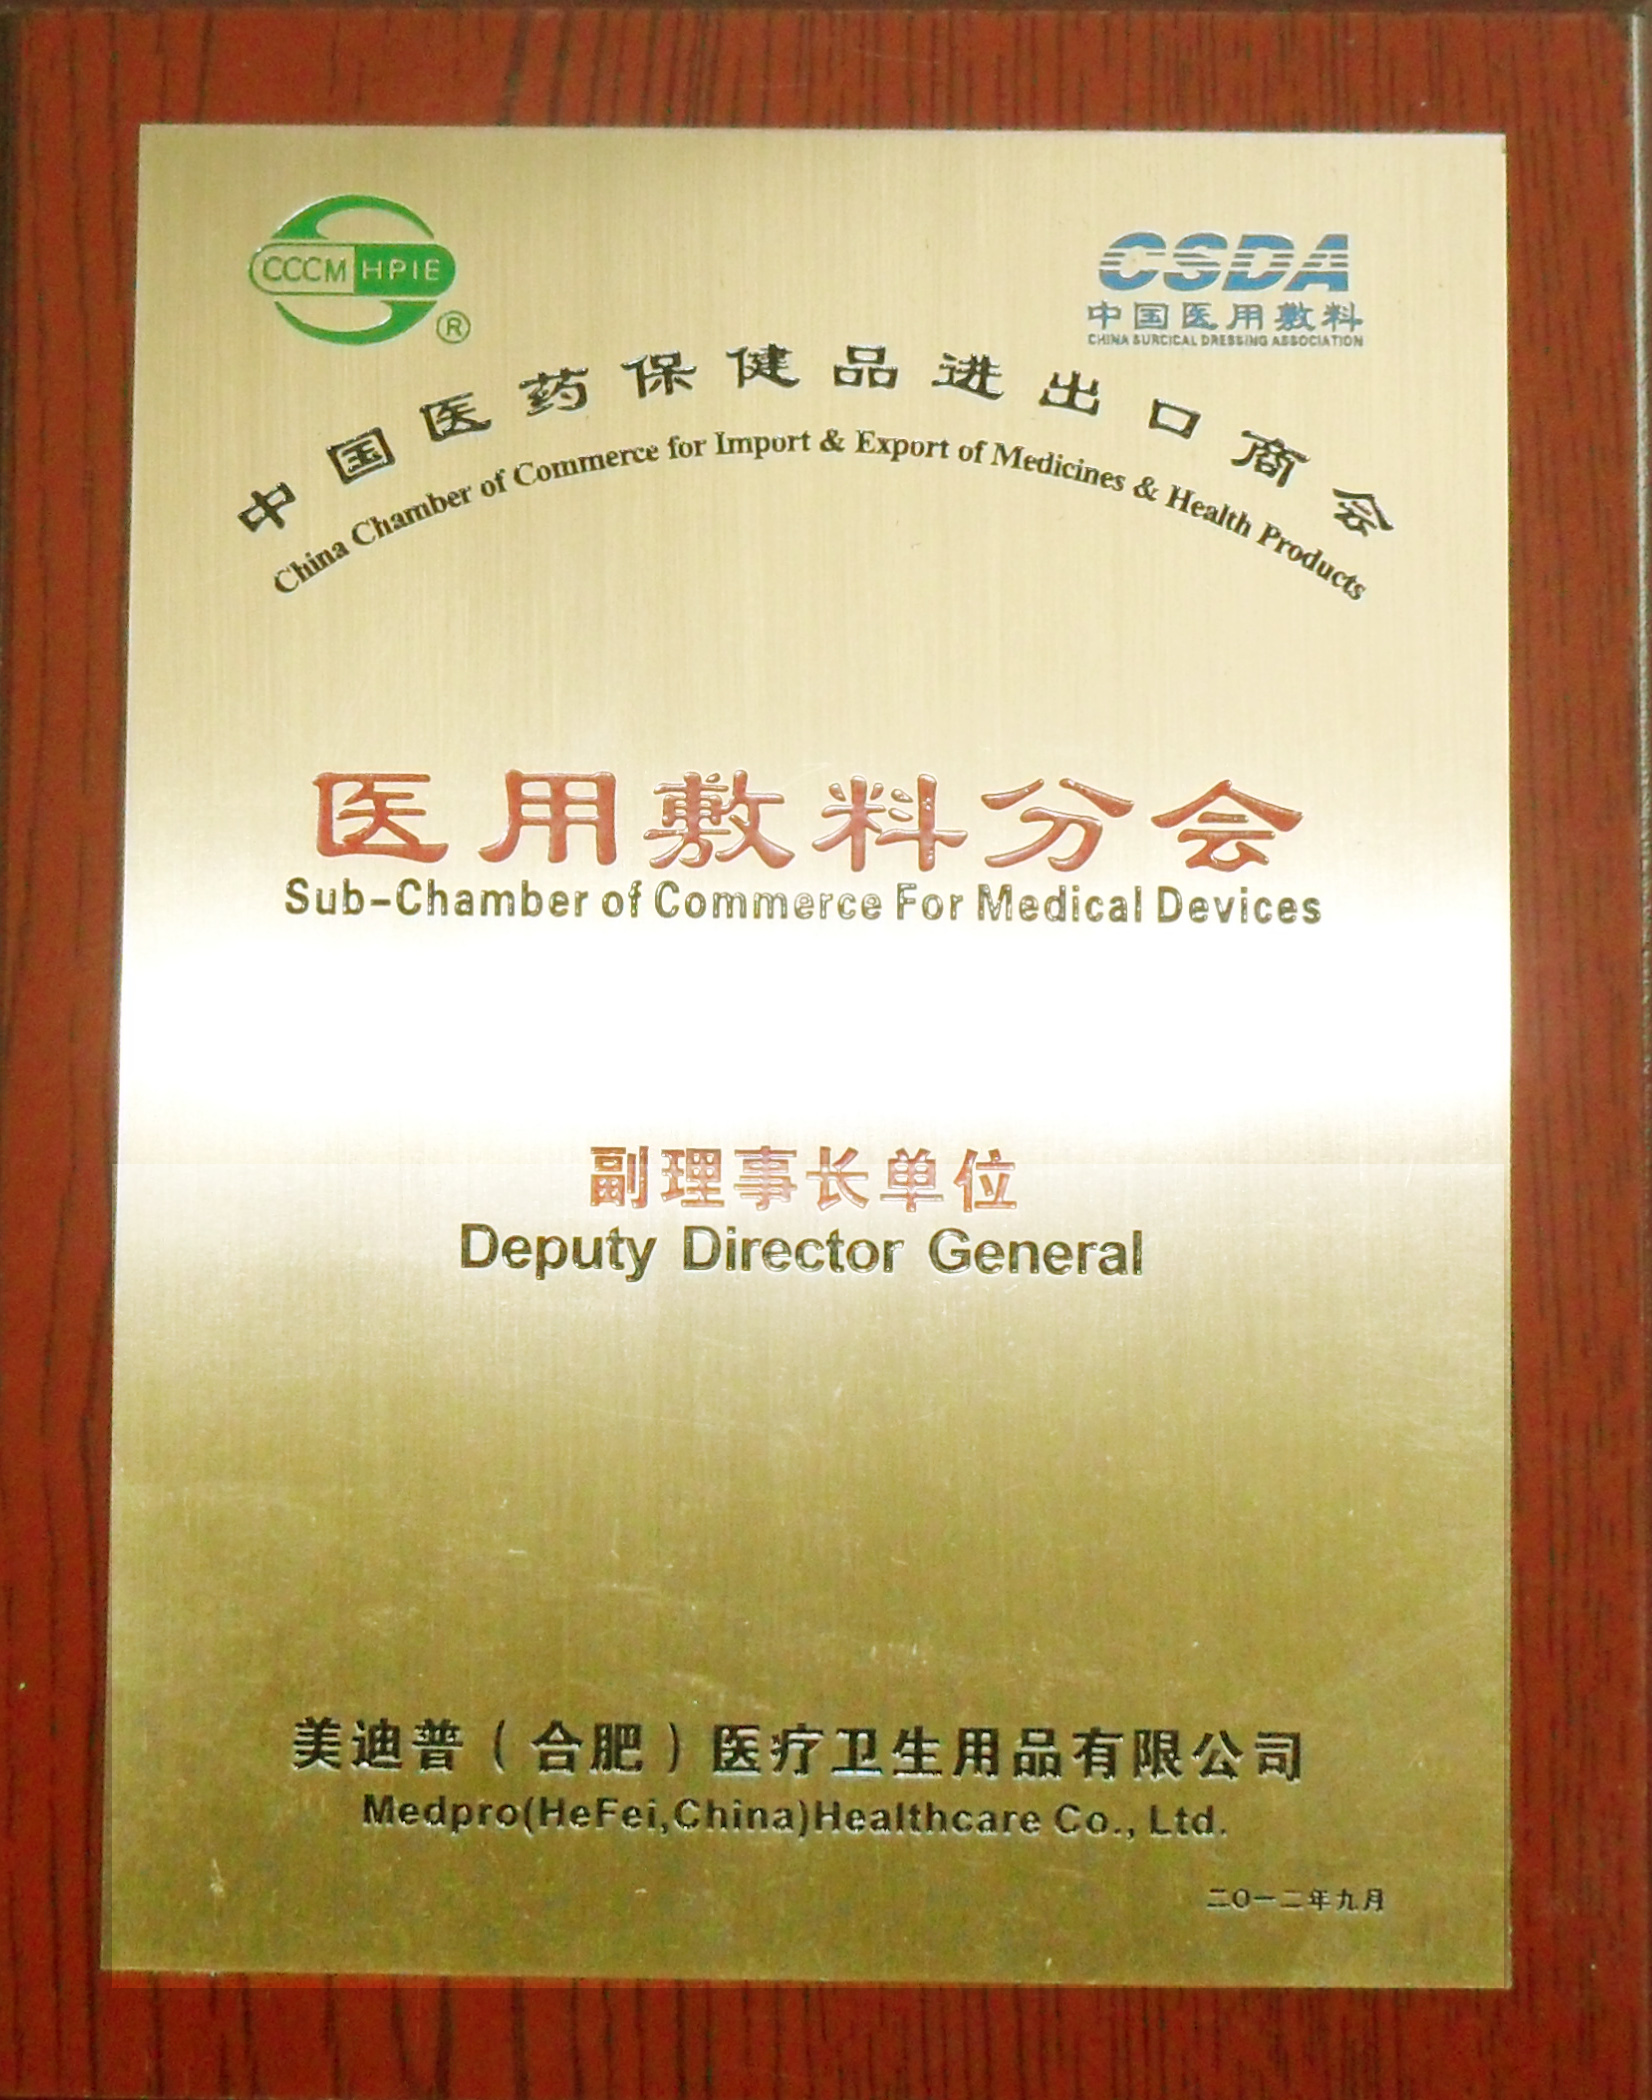 CCCMHPIE
®
CSDA
中国医用敷料
CHINA SURCICAL DRESSING ASSOCIATION
中国医药保健品进出口商会
China Chamber of Commerce for Import & Export of Medicines & Health Products
医用敷料分会
Sub-Chamber of Commerce For Medical Devices
副理事长单位
Deputy Director General
美迪普（合肥）医疗卫生用品有限公司
Medpro(HeFei,China)Healthcare Co., Ltd.
二〇一二年九月